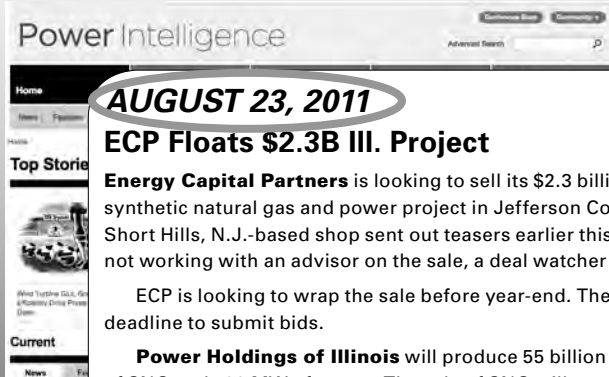 Power Intelligence
Advanced Search
Home
News Features
Home
AUGUST 23, 2011
ECP Floats $2.3B Ill. Project
Top Storie
Energy Capital Partners is looking to sell its $2.3 billi
synthetic natural gas and power project in Jefferson Co
Short Hills, N.J.-based shop sent out teasers earlier this
not working with an advisor on the sale, a deal watcher
ECP is looking to wrap the sale before year-end. The
deadline to submit bids.
Current
Power Holdings of Illinois will produce 55 billion
News